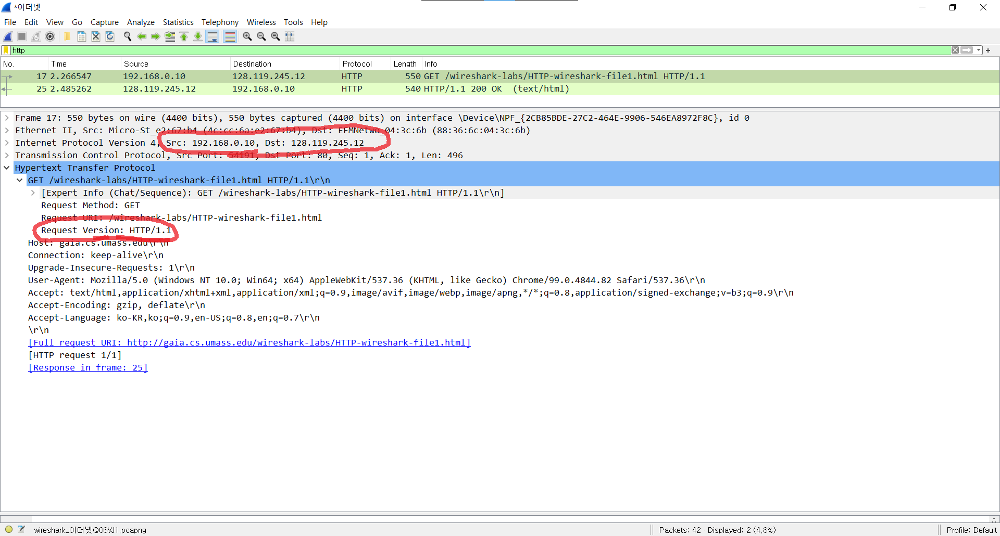 *이더넷
File Edit View Go Capture Analyze Statistics Telephony Wireless Tools Help
http
No. Time Source Destination Protocol Length Info
17 2.266547 192.168.0.10 128.119.245.12 HTTP 550 GET /wireshark-labs/HTTP-wireshark-file1.html HTTP/1.1
25 2.485262 128.119.245.12 192.168.0.10 HTTP 540 HTTP/1.1 200 OK  (text/html)
Frame 17: 550 bytes on wire (4400 bits), 550 bytes captured (4400 bits) on interface \Device\NPF_{2CB85BDE-27C2-464E-9906-546EA8972F8C}, id 0
Ethernet II, Src: Micro-St_e2:67:b4 (4c:cc:6a:e2:67:b4), Dst: EFMNetwo_04:3c:6b (88:36:6c:04:3c:6b)
Internet Protocol Version 4, Src: 192.168.0.10, Dst: 128.119.245.12
Transmission Control Protocol, Src Port: 54191, Dst Port: 80, Seq: 1, Ack: 1, Len: 496
Hypertext Transfer Protocol
GET /wireshark-labs/HTTP-wireshark-file1.html HTTP/1.1\r\n
[Expert Info (Chat/Sequence): GET /wireshark-labs/HTTP-wireshark-file1.html HTTP/1.1\r\n]
Request Method: GET
Request URI: /wireshark-labs/HTTP-wireshark-file1.html
Request Version: HTTP/1.1
Host: gaia.cs.umass.edu\r\n
Connection: keep-alive\r\n
Upgrade-Insecure-Requests: 1\r\n
User-Agent: Mozilla/5.0 (Windows NT 10.0; Win64; x64) AppleWebKit/537.36 (KHTML, like Gecko) Chrome/99.0.4844.82 Safari/537.36\r\n
Accept: text/html,application/xhtml+xml,application/xml;q=0.9,image/avif,image/webp,image/apng,*/*;q=0.8,application/signed-exchange;v=b3;q=0.9\r\n
Accept-Encoding: gzip, deflate\r\n
Accept-Language: ko-KR,ko;q=0.9,en-US;q=0.8,en;q=0.7\r\n
\r\n
[Full request URI: http://gaia.cs.umass.edu/wireshark-labs/HTTP-wireshark-file1.html]
[HTTP request 1/1]
[Response in frame: 25]
wireshark_이더넷Q06VJ1.pcapng Packets: 42 · Displayed: 2 (4.8%) Profile: Default